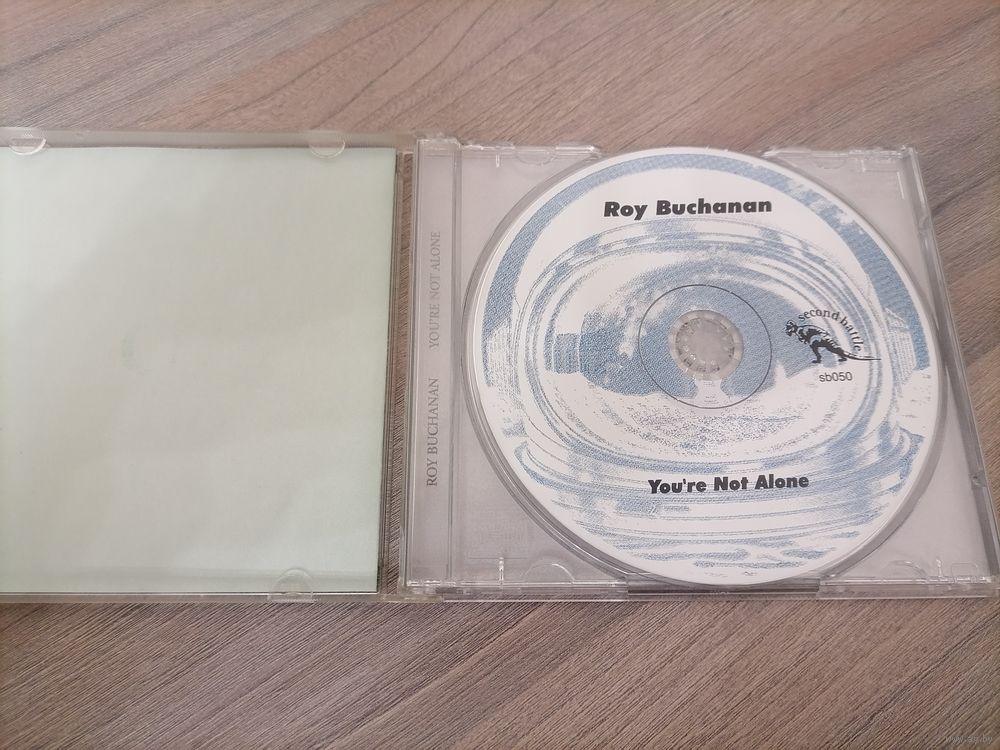 ROY BUCHANAN YOU'RE NOT ALONE
Roy Buchanan
second battle
sb050
You're Not Alone